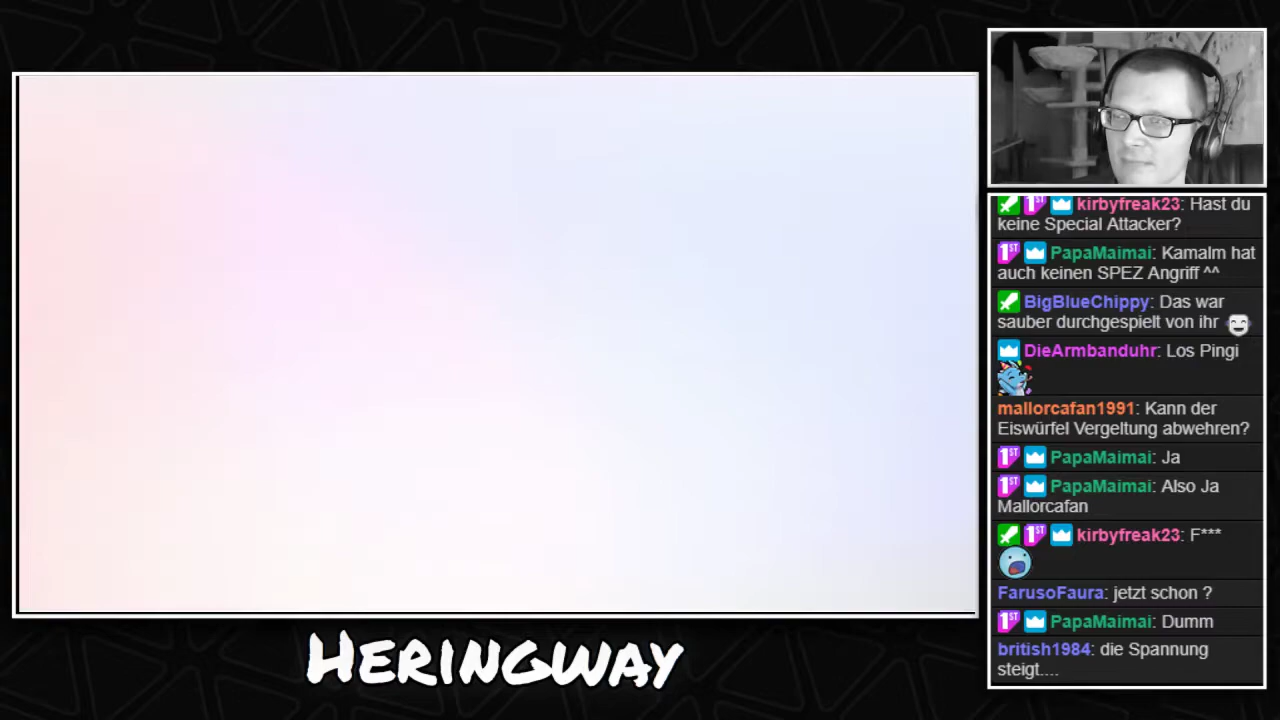 kirbyfreak23: Hast du
keine Special Attacker?
PapaMaimai: Kamalm hat
auch keinen SPEZ Angriff ^^
BigBlueChippy: Das war
sauber durchgespielt von ihr
DieArmbanduhr: Los Pingi
mallorcafan1991: Kann der
Eiswürfel Vergeltung abwehren?
PapaMaimai: Ja
PapaMaimai: Also Ja
Mallorcafan
kirbyfreak23: F***
FarusoFaura: jetzt schon ?
PapaMaimai: Dumm
british1984: die Spannung
steigt....
HERINGWAY